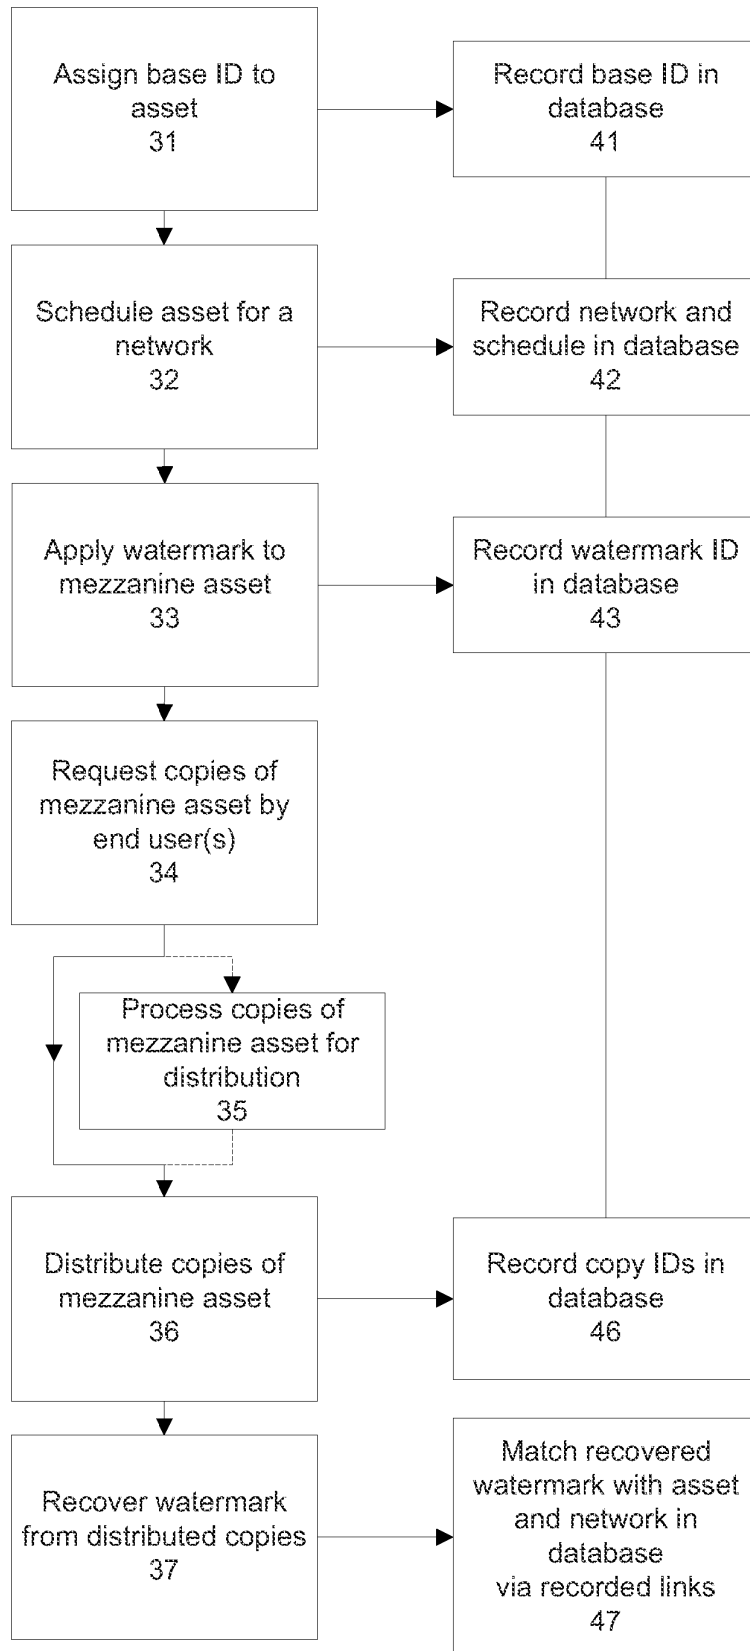 Assign base ID to
asset
31
Record base ID in
database
41
Schedule asset for a
network
32
Record network and
schedule in database
42
Apply watermark to
mezzanine asset
33
Record watermark ID
in database
43
Request copies of
mezzanine asset by
end user(s)
34
Process copies of
mezzanine asset for
distribution
35
Distribute copies of
mezzanine asset
36
Record copy IDs in
database
46
Recover watermark
from distributed copies
37
Match recovered
watermark with asset
and network in
database
via recorded links
47